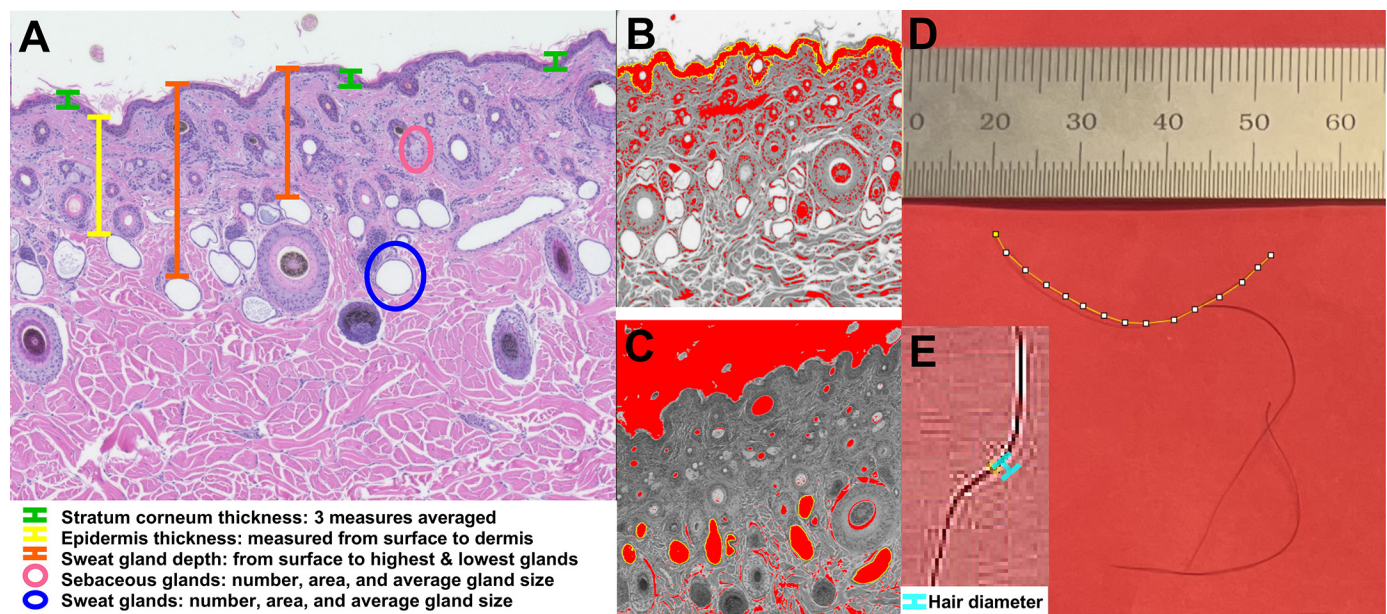 A
B
D
0 20 30 40 50 60
C
E
Stratum corneum thickness: 3 measures averaged
Epidermis thickness: measured from surface to dermis
Sweat gland depth: from surface to highest & lowest glands
Sebaceous glands: number, area, and average gland size
Sweat glands: number, area, and average gland size
Hair diameter